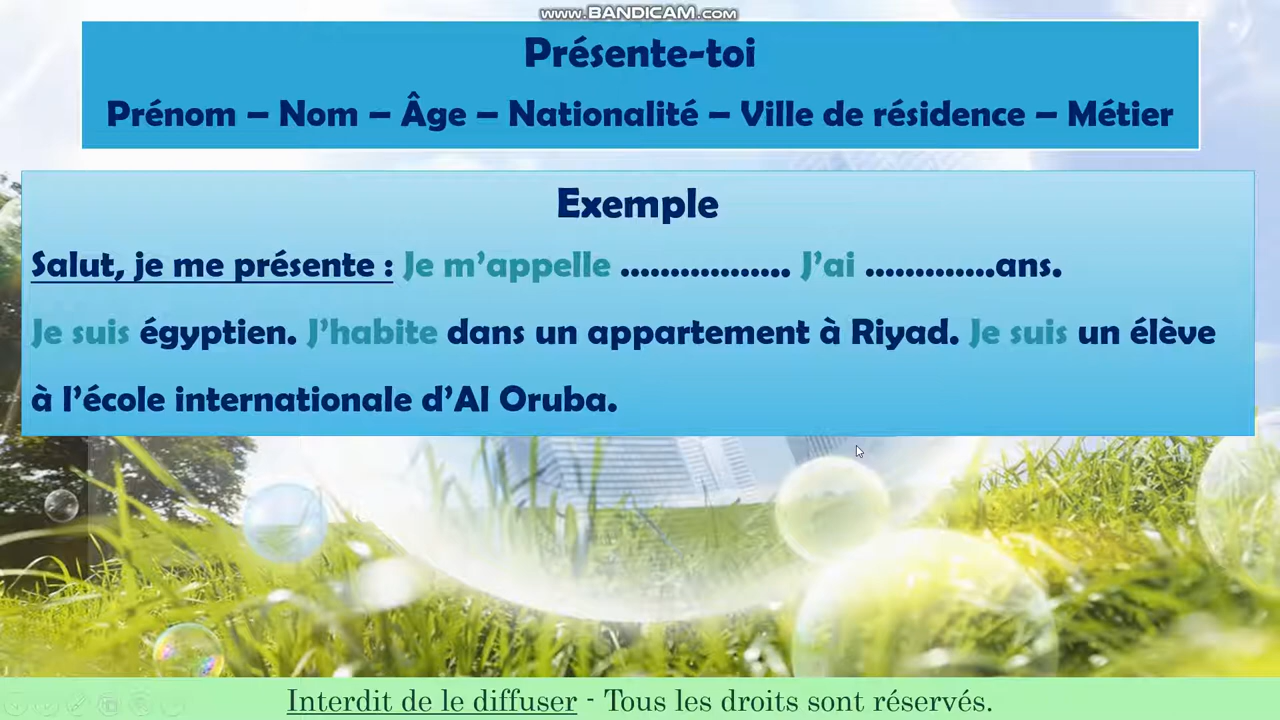 www.BANDICAM.com
Présente-toi
Prénom – Nom – Âge – Nationalité – Ville de résidence – Métier
Exemple
Salut, je me présente : Je m’appelle ................. J’ai .............ans.
Je suis égyptien. J’habite dans un appartement à Riyad. Je suis un élève
à l’école internationale d’Al Oruba.
Interdit de le diffuser - Tous les droits sont réservés.